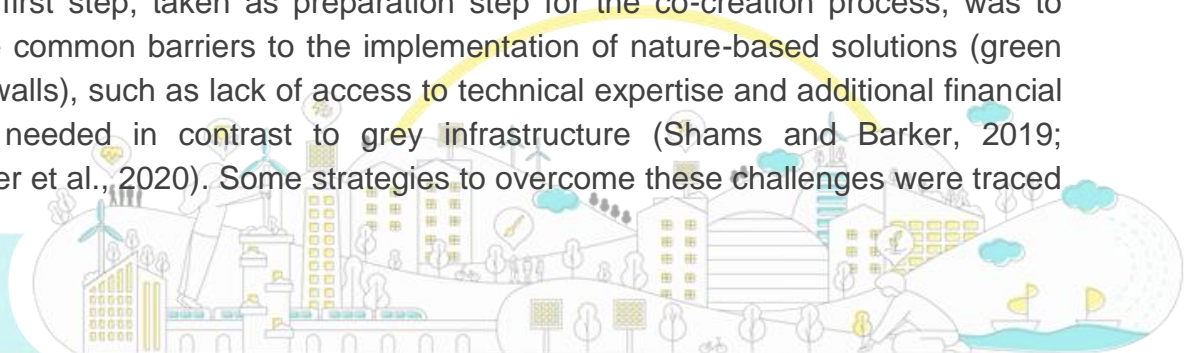 first step, taken as preparation step for the co-creation process, was to
common barriers to the implementation of nature-based solutions (green
walls), such as lack of access to technical expertise and additional financial
needed in contrast to grey infrastructure (Shams and Barker, 2019;
et al., 2020). Some strategies to overcome these challenges were traced